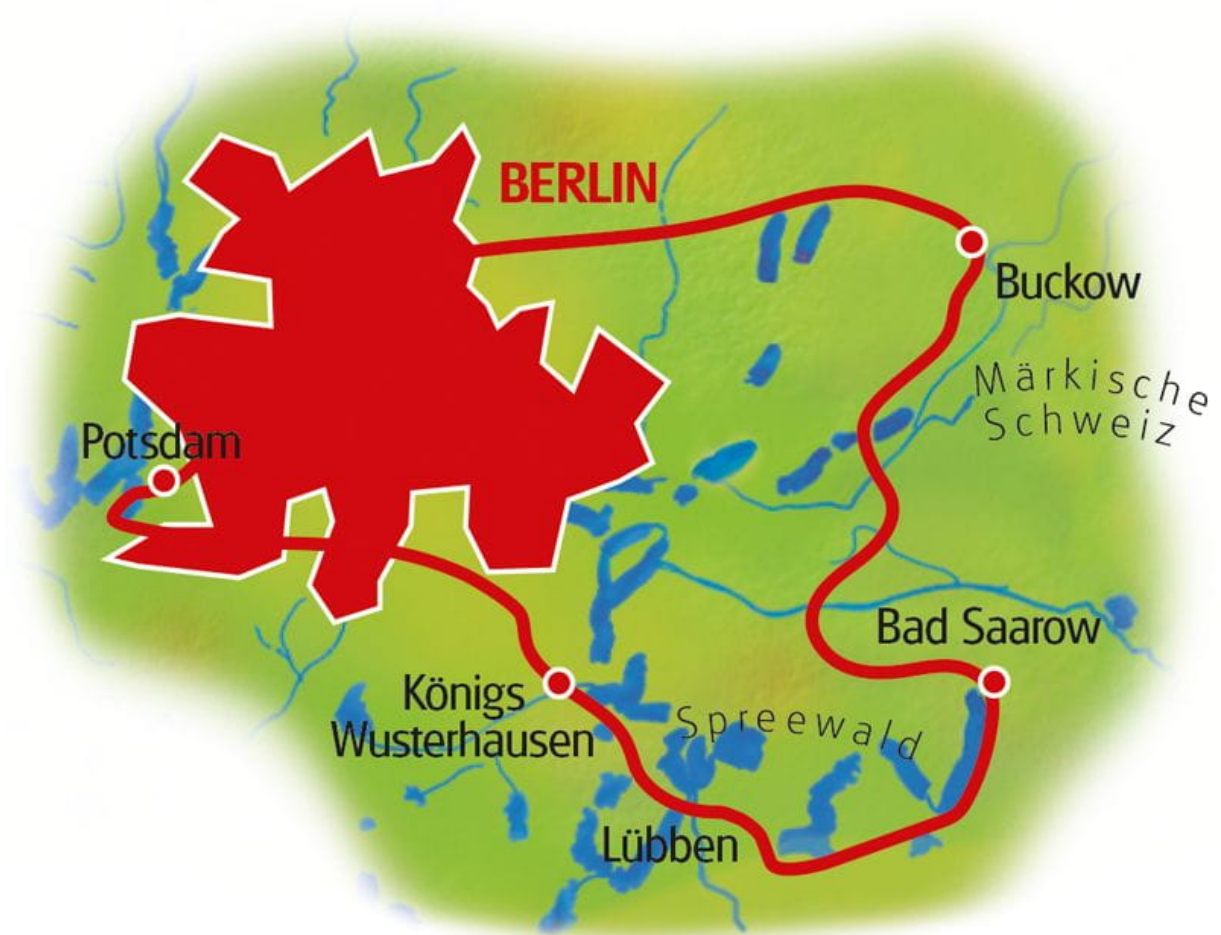 BERLIN
Buckow
Märkische
Schweiz
Potsdam
Bad Saarow
Königs
Wusterhausen
Spreewald
Lübben